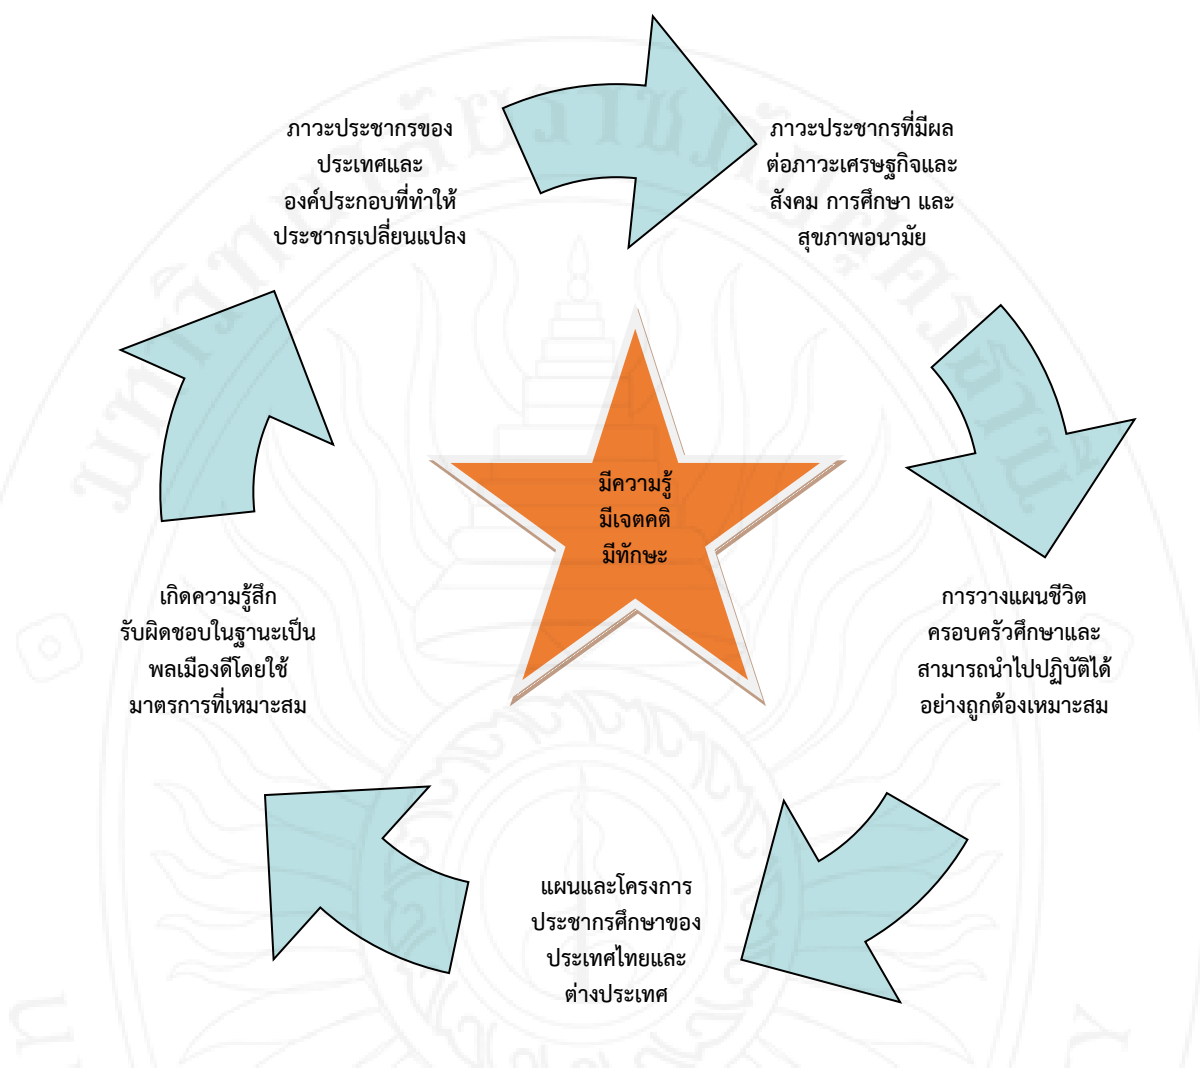 ภาวะประชากรของ
ประเทศและ
องค์ประกอบที่ทำให้
ประชากรเปลี่ยนแปลง
ภาวะประชากรที่มีผล
ต่อภาวะเศรษฐกิจและ
สังคม การศึกษา และ
สุขภาพอนามัย
มีความรู้
มีเจตคติ
มีทักษะ
การวางแผนชีวิต
ครอบครัวศึกษาและ
สามารถนำไปปฏิบัติได้
อย่างถูกต้องเหมาะสม
แผนและโครงการ
ประชากรศึกษาของ
ประเทศไทยและ
ต่างประเทศ
เกิดความรู้สึก
รับผิดชอบในฐานะเป็น
พลเมืองดีโดยใช้
มาตรการที่เหมาะสม